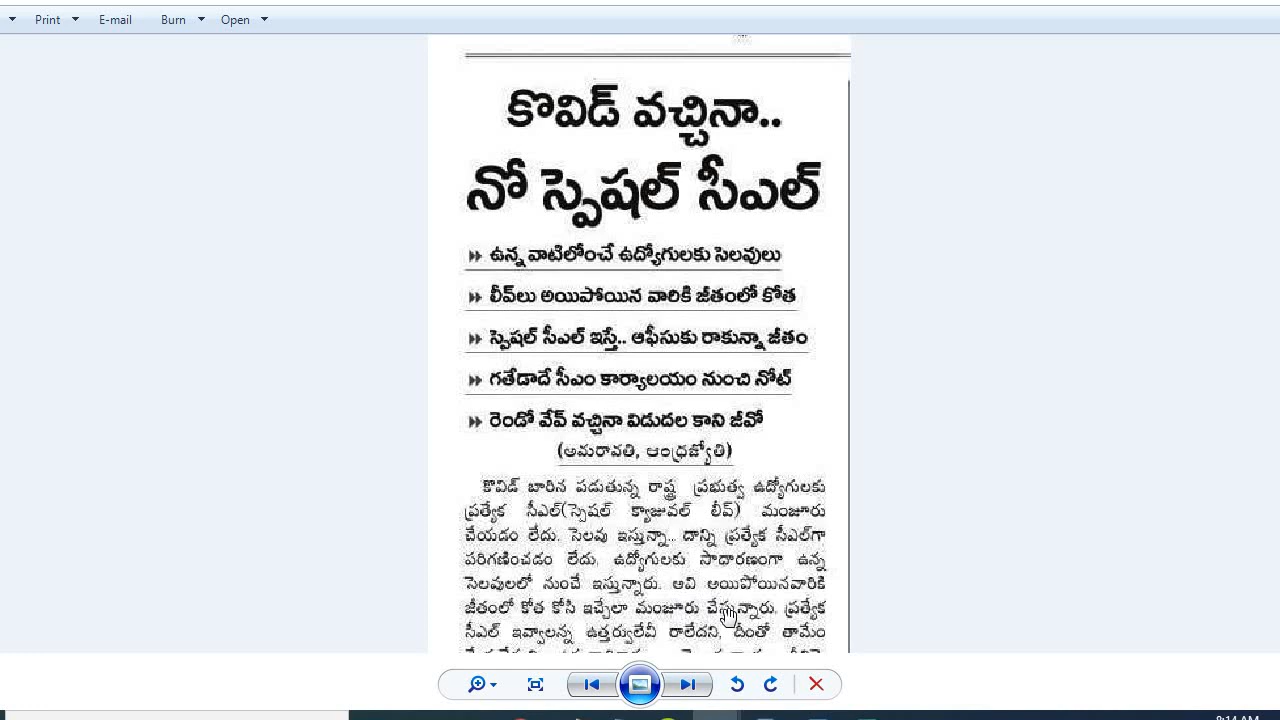 Print E-mail Burn Open
కొవిడ్ వచ్చినా..
నో స్పెషల్ సీఎల్
ఉన్న వాటిలోంచే ఉద్యోగులకు సెలవులు
లీవ్‌లు అయిపోయిన వారికి జీతంలో కోత
స్పెషల్ సీఎల్ ఇస్తే.. ఆఫీసుకు రాకున్నా జీతం
గతేడాదే సీఎం కార్యాలయం నుంచి నోట్
రెండో వేవ్ వచ్చినా విడుదల కాని జీవో
(అమరావతి, ఆంధ్రజ్యోతి)
కొవిడ్ బారిన పడుతున్న రాష్ట్ర ప్రభుత్వ ఉద్యోగులకు
ప్రత్యేక సీఎల్(స్పెషల్ క్యాజువల్ లీవ్) మంజూరు
చేయడం లేదు. సెలవు ఇస్తున్నా... దాన్ని ప్రత్యేక సీఎల్‌గా
పరిగణించడం లేదు. ఉద్యోగులకు సాధారణంగా ఉన్న
సెలవులలో నుంచే ఇస్తున్నారు. అవి అయిపోయినవారికి
జీతంలో కోత కోసి ఇచ్చేలా మంజూరు చేస్తున్నారు. ప్రత్యేక
సీఎల్ ఇవ్వాలన్న ఉత్తర్వులేవీ రాలేదని, దీంతో తామేం
8:14 AM